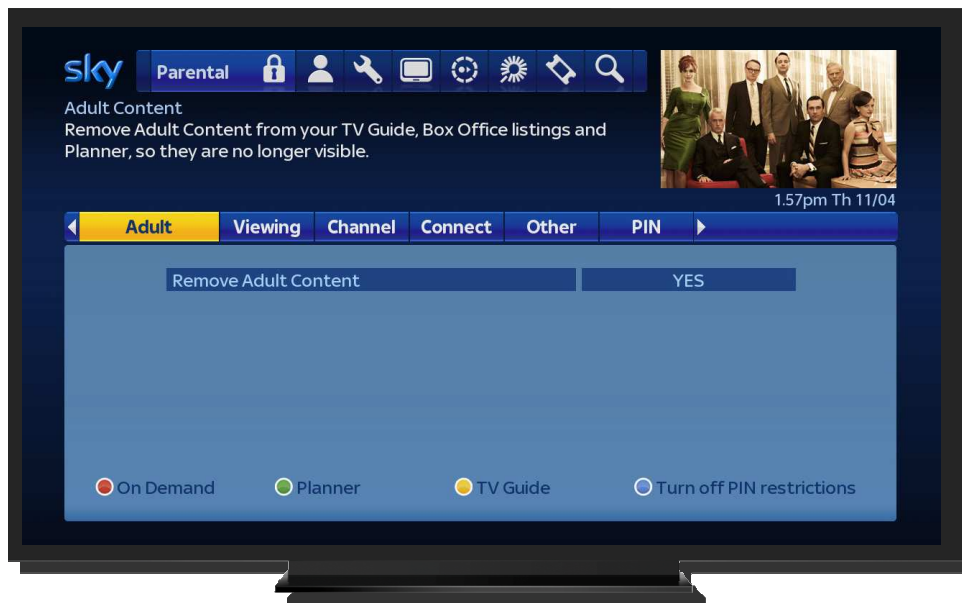 sky
Parental
Adult Content
Remove Adult Content from your TV Guide, Box Office listings and
Planner, so they are no longer visible.
1.57pm Th 11/04
Adult Viewing Channel Connect Other PIN
Remove Adult Content YES
On Demand Planner TV Guide Turn off PIN restrictions